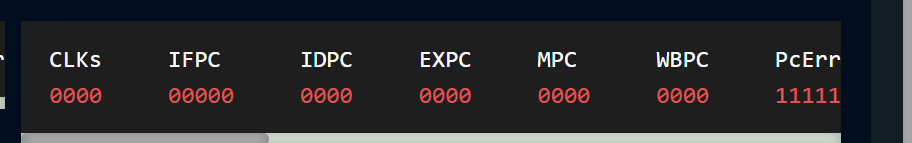 CLKs IFPC IDPC EXPC MPC WBPC PcErr
0000 00000 0000 0000 0000 0000 11111